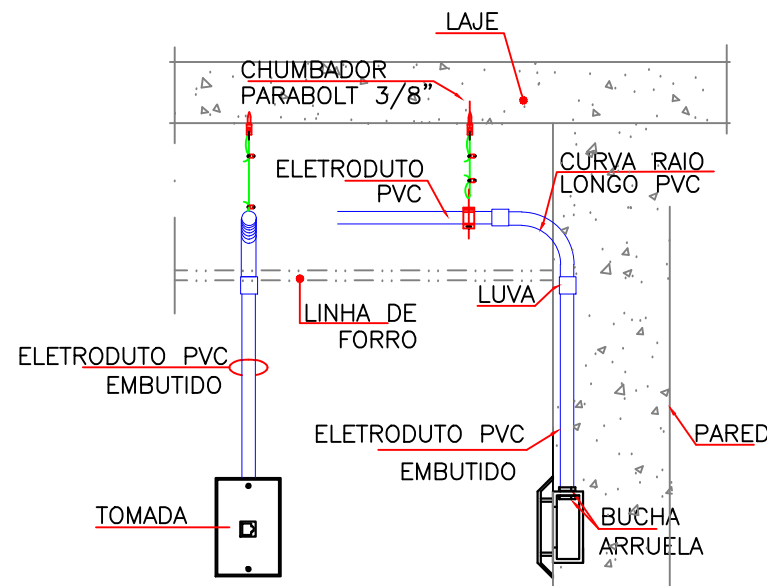 LAJE
CHUMBADOR
PARABOLT 3/8"
ELETRODUTO
PVC
CURVA RAIO
LONGO PVC
LUVA
LINHA DE
FORRO
ELETRODUTO PVC
EMBUTIDO
ELETRODUTO PVC
EMBUTIDO
PARED
TOMADA
BUCHA
ARRUELA